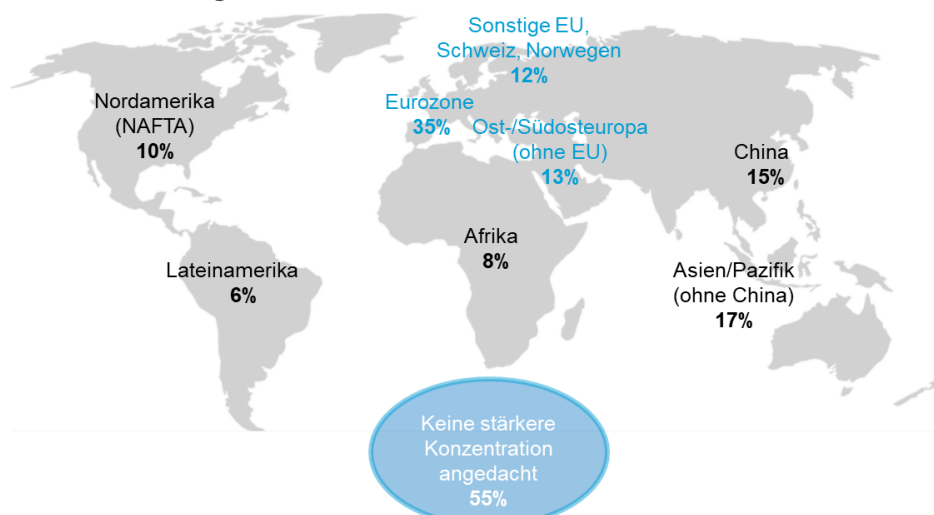 Sonstige EU,
Schweiz, Norwegen
12%
Nordamerika
(NAFTA)
10%
Eurozone
35%
Ost-/Südosteuropa
(ohne EU)
13%
China
15%
Afrika
8%
Lateinamerika
6%
Asien/Pazifik
(ohne China)
17%
Keine stärkere
Konzentration
angedacht
55%